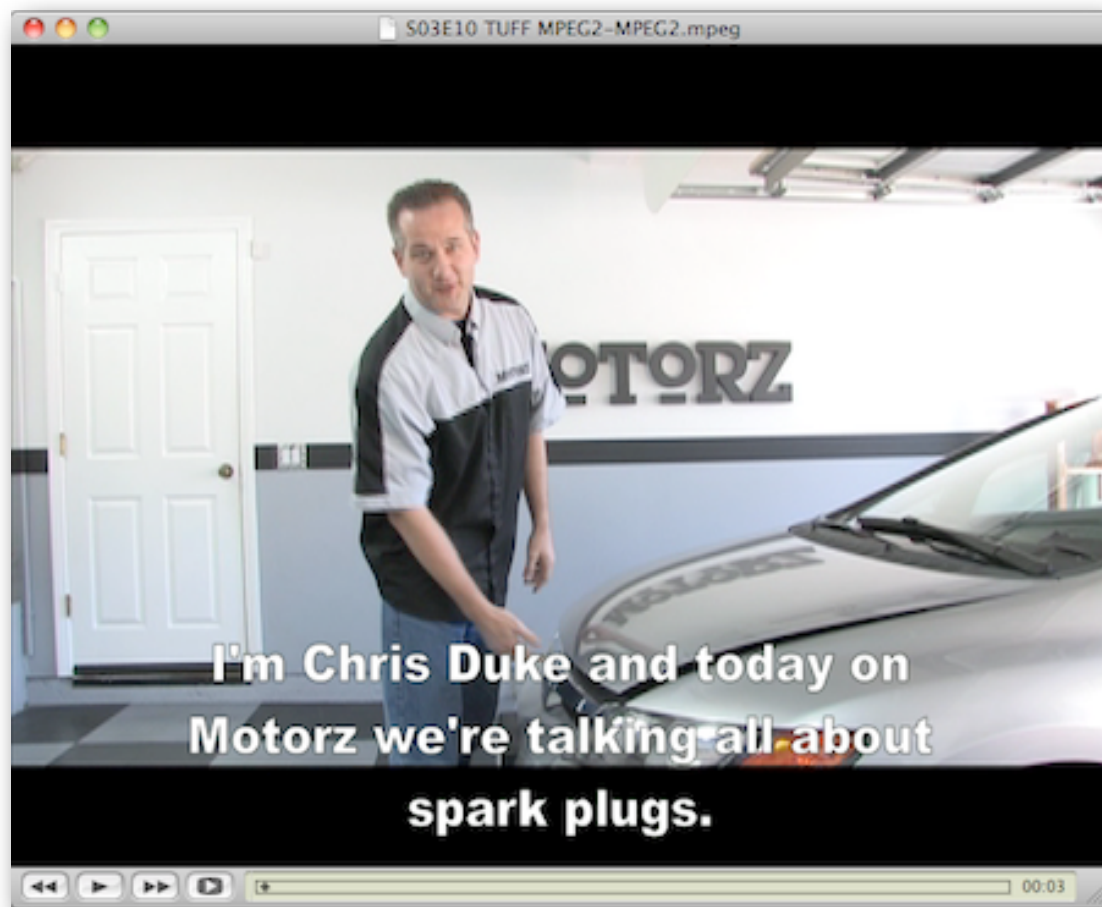 S03E10 TUFF MPEG2-MPEG2.mpeg
MOTORZ
I'm Chris Duke and today on
Motorz we're talking all about
spark plugs.
00:03